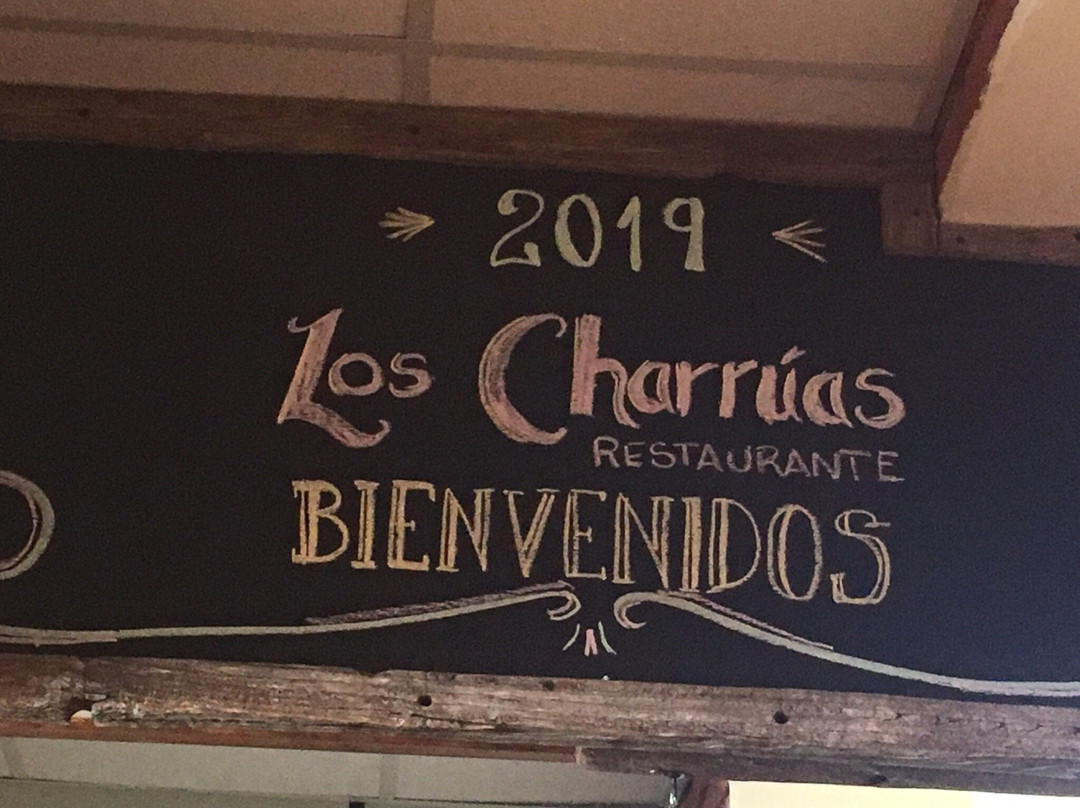 2019
Los Charrúas
RESTAURANTE
BIENVENIDOS